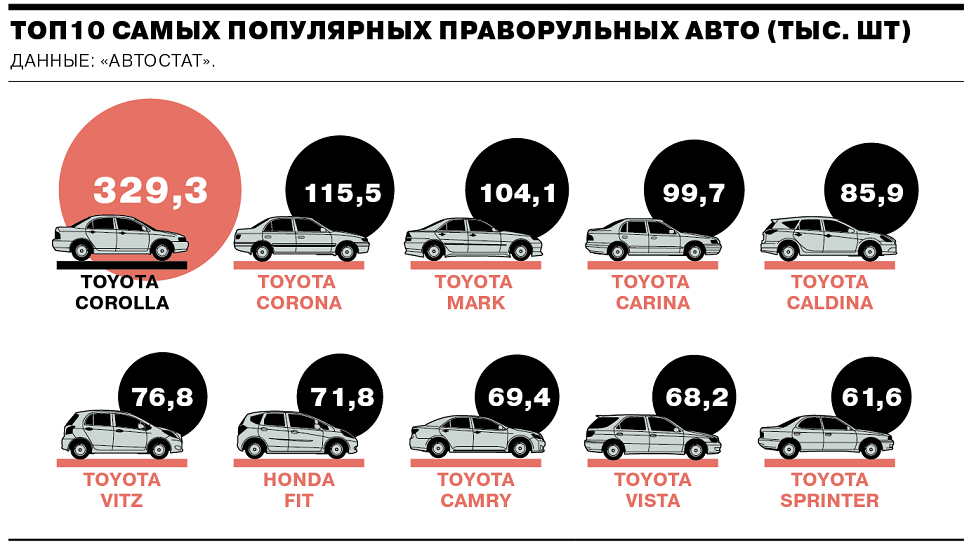 ТОП10 САМЫХ ПОПУЛЯРНЫХ ПРАВОРУЛЬНЫХ АВТО (ТЫС. ШТ)
ДАННЫЕ: «АВТОСТАТ».
329,3
TOYOTA
COROLLA
115,5
TOYOTA
CORONA
104,1
TOYOTA
MARK
99,7
TOYOTA
CARINA
85,9
TOYOTA
CALDINA
76,8
TOYOTA
VITZ
71,8
HONDA
FIT
69,4
TOYOTA
CAMRY
68,2
TOYOTA
VISTA
61,6
TOYOTA
SPRINTER